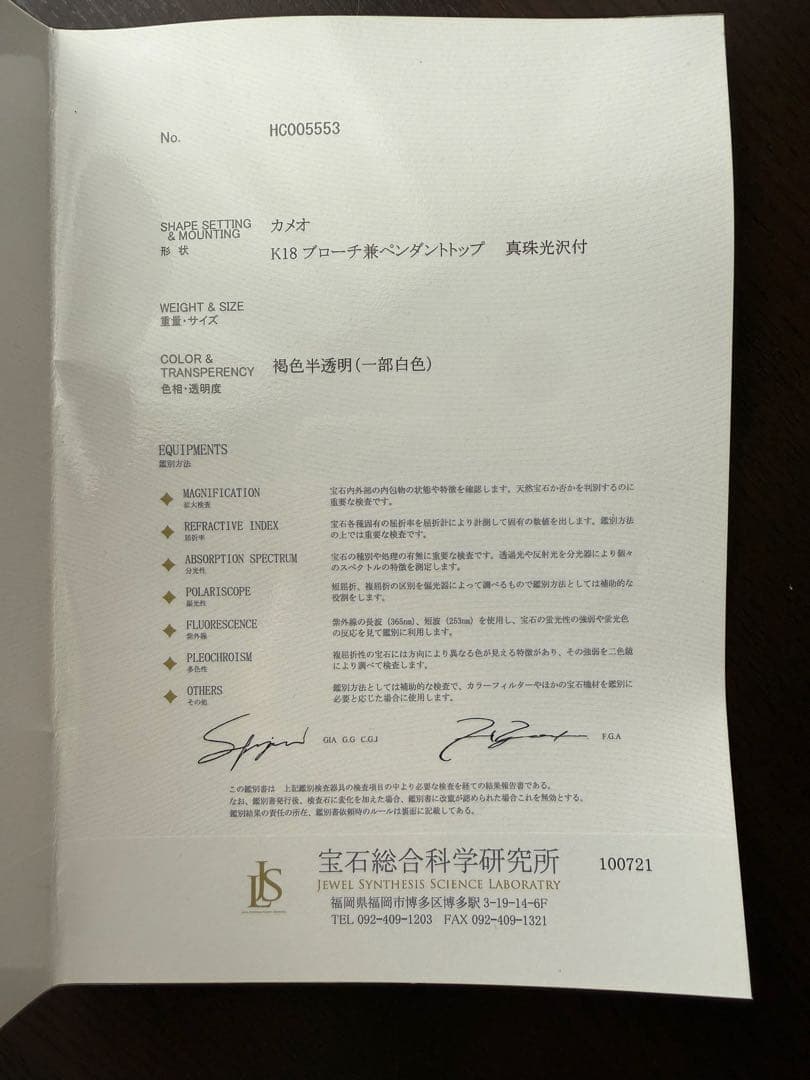 No. HC005553
SHAPE SETTING カメオ
& MOUNTING
形 状 K18 ブローチ兼ペンダントトップ 真珠光沢付
WEIGHT & SIZE
重量・サイズ
COLOR &
TRANSPERENCY 褐色半透明(一部白色)
色相・透明度
EQUIPMENTS
鑑別方法
MAGNIFICATION
拡大検査
宝石内外部の内包物の状態や特徴を確認します。天然宝石か否かを判別するのに
重要な検査です。
REFRACTIVE INDEX
屈折率
宝石各種固有の屈折率を屈折計により計測して固有の数値を出します。鑑別方法
の上では重要な検査です。
ABSORPTION SPECTRUM
分光性
宝石の種別や処理の有無に重要な検査です。透過光や反射光を分光器により個々
のスペクトルの特徴を測定します。
POLARISCOPE
偏光性
短屈折、複屈折の区別を偏光器によって調べるもので鑑別方法としては補助的な
役割をします。
FLUORESCENCE
紫外線
紫外線の長波(365nm)、短波(253nm)を使用し、宝石の蛍光性の強弱や蛍光色
の反応を見て鑑別に利用します。
PLEOCHROISM
多色性
複屈折性の宝石には方向により異なる色が見える特徴があり、その強弱を二色鏡
により調べて検査します。
OTHERS
その他
鑑別方法としては補助的な検査で、カラーフィルターやほかの宝石機材を鑑別に
必要と応じた場合に使用します。
GIA G.G C.G.J F.G.A
この鑑別書は 上記鑑別検査器具の検査項目の中より必要な検査を経ての結果報告書である。
なお、鑑別書発行後、検査石に変化を加えた場合、鑑別書に改竄が認められた場合これを無効とする。
鑑別結果の責任の所在、鑑別書依頼時のルールは裏面に記載してある。
JLS
宝石総合科学研究所 100721
JEWEL SYNTHESIS SCIENCE LABORATRY
福岡県福岡市博多区博多駅 3-19-14-6F
TEL 092-409-1203 FAX 092-409-1321